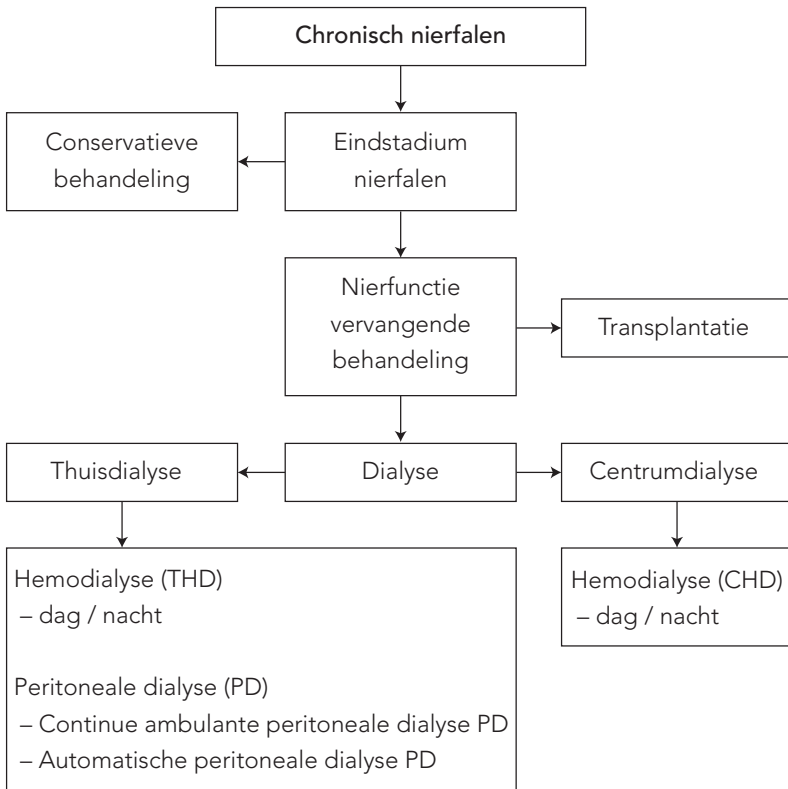 Chronisch nierfalen
Conservatieve
behandeling
Eindstadium
nierfalen
Nierfunctie
vervangende
behandeling
Transplantatie
Thuisdialyse
Dialyse
Centrumdialyse
Hemodialyse (THD)
– dag / nacht
Peritoneale dialyse (PD)
– Continue ambulante peritoneale dialyse PD
– Automatische peritoneale dialyse PD
Hemodialyse (CHD)
– dag / nacht